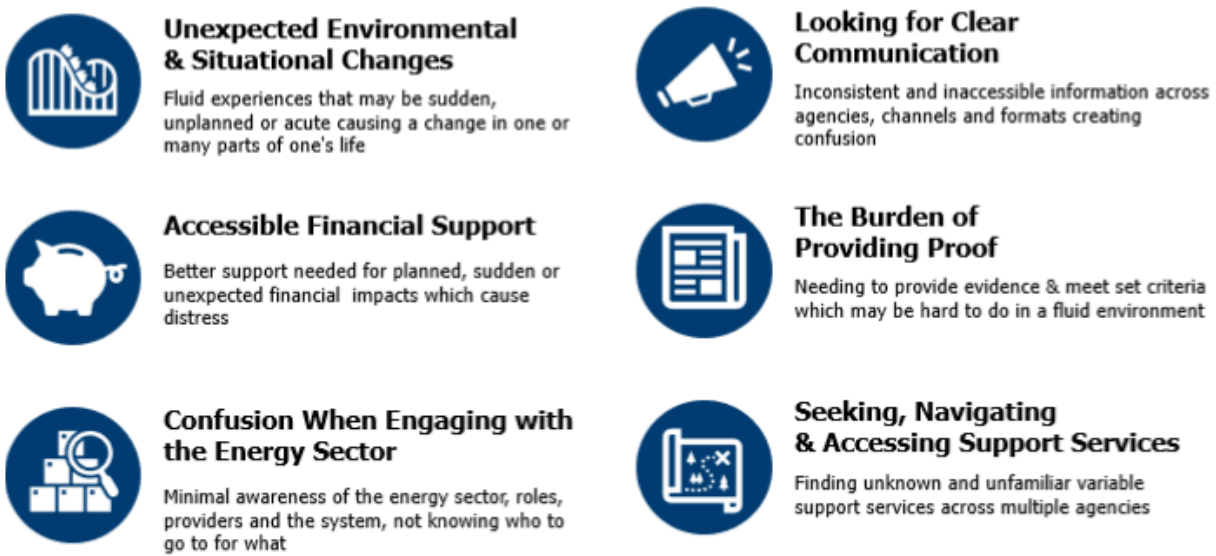 Unexpected Environmental
& Situational Changes
Fluid experiences that may be sudden,
unplanned or acute causing a change in one or
many parts of one's life
Accessible Financial Support
Better support needed for planned, sudden or
unexpected financial  impacts which cause
distress
Confusion When Engaging with
the Energy Sector
Minimal awareness of the energy sector, roles,
providers and the system, not knowing who to
go to for what
Looking for Clear
Communication
Inconsistent and inaccessible information across
agencies, channels and formats creating
confusion
The Burden of
Providing Proof
Needing to provide evidence & meet set criteria
which may be hard to do in a fluid environment
Seeking, Navigating
& Accessing Support Services
Finding unknown and unfamiliar variable
support services across multiple agencies